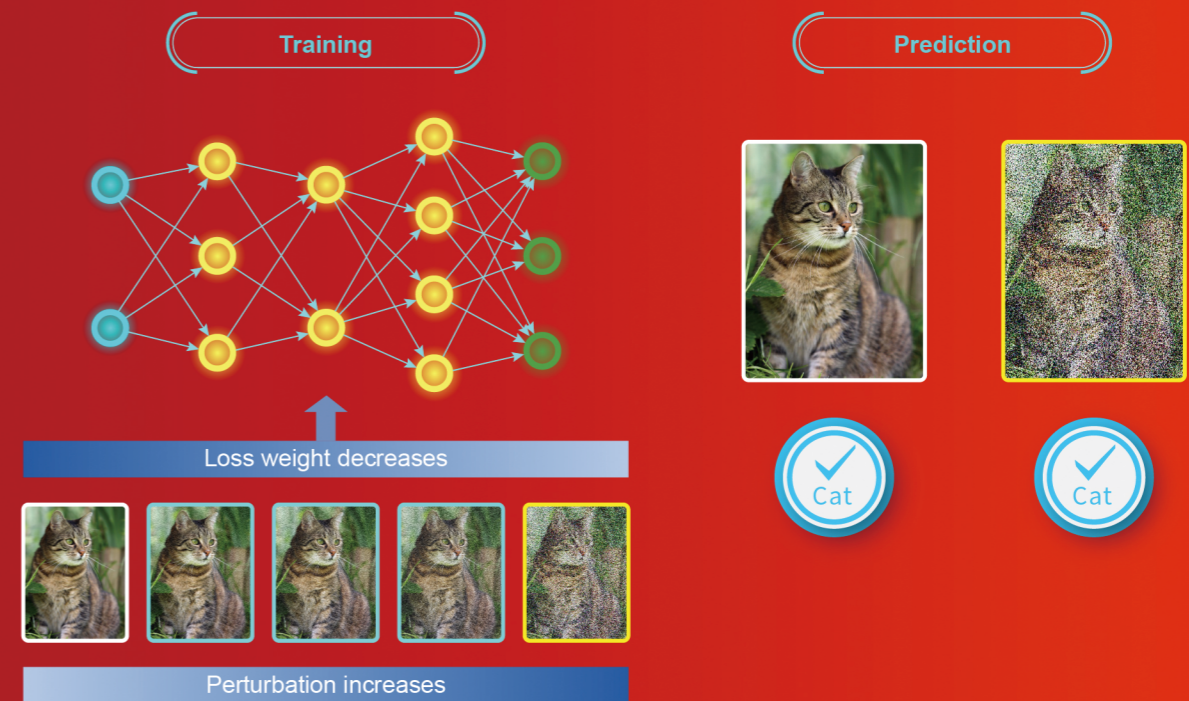 Training
Prediction
Loss weight decreases
Cat
Cat
Perturbation increases